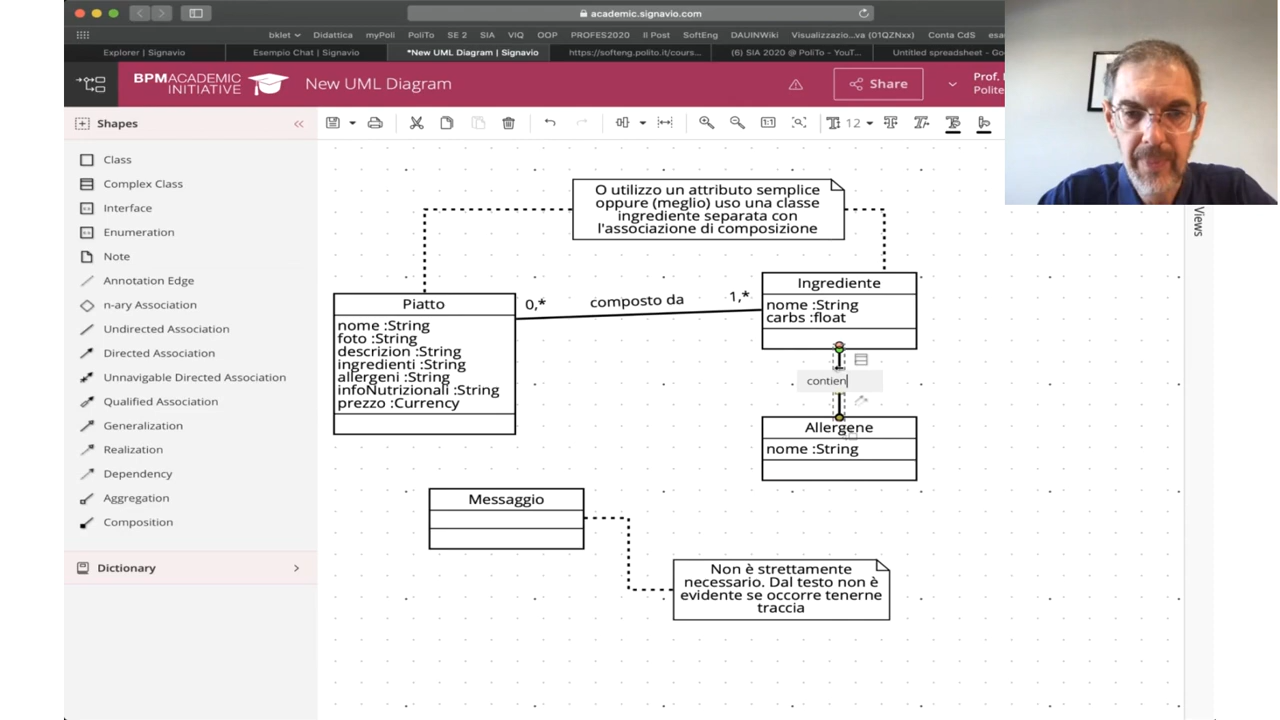 academic.signavio.com
bklet
Didattica
myPoli
PoliTo
SE 2
SIA
VIQ
OOP
PROFES2020
Il Post
SoftEng
DAUINWiki
Visualizzazio...va (01QZNxx)
Conta CdS
Explorer | Signavio
Esempio Chat | Signavio
*New UML Diagram | Signavio
https://softeng.polito.it/cours...
(6) SIA 2020 @ PoliTo - YouT...
Untitled spreadsheet -
BPMACADEMIC
INITIATIVE
New UML Diagram
Share
Prof.
Shapes
12
Class
Complex Class
Interface
Enumeration
Note
Annotation Edge
n-ary Association
Undirected Association
Directed Association
Unnavigable Directed Association
Qualified Association
Generalization
Realization
Dependency
Aggregation
Composition
Dictionary
Views
O utilizzo un attributo semplice
oppure (meglio) uso una classe
ingrediente separata con
l'associazione di composizione
Piatto
nome :String
foto :String
descrizion :String
ingredienti :String
allergeni :String
infoNutrizionali :String
prezzo :Currency
0,*
composto da
1,*
Ingrediente
nome :String
carbs :float
contien
Allergene
nome :String
Messaggio
Non è strettamente
necessario. Dal testo non è
evidente se occorre tenerne
traccia